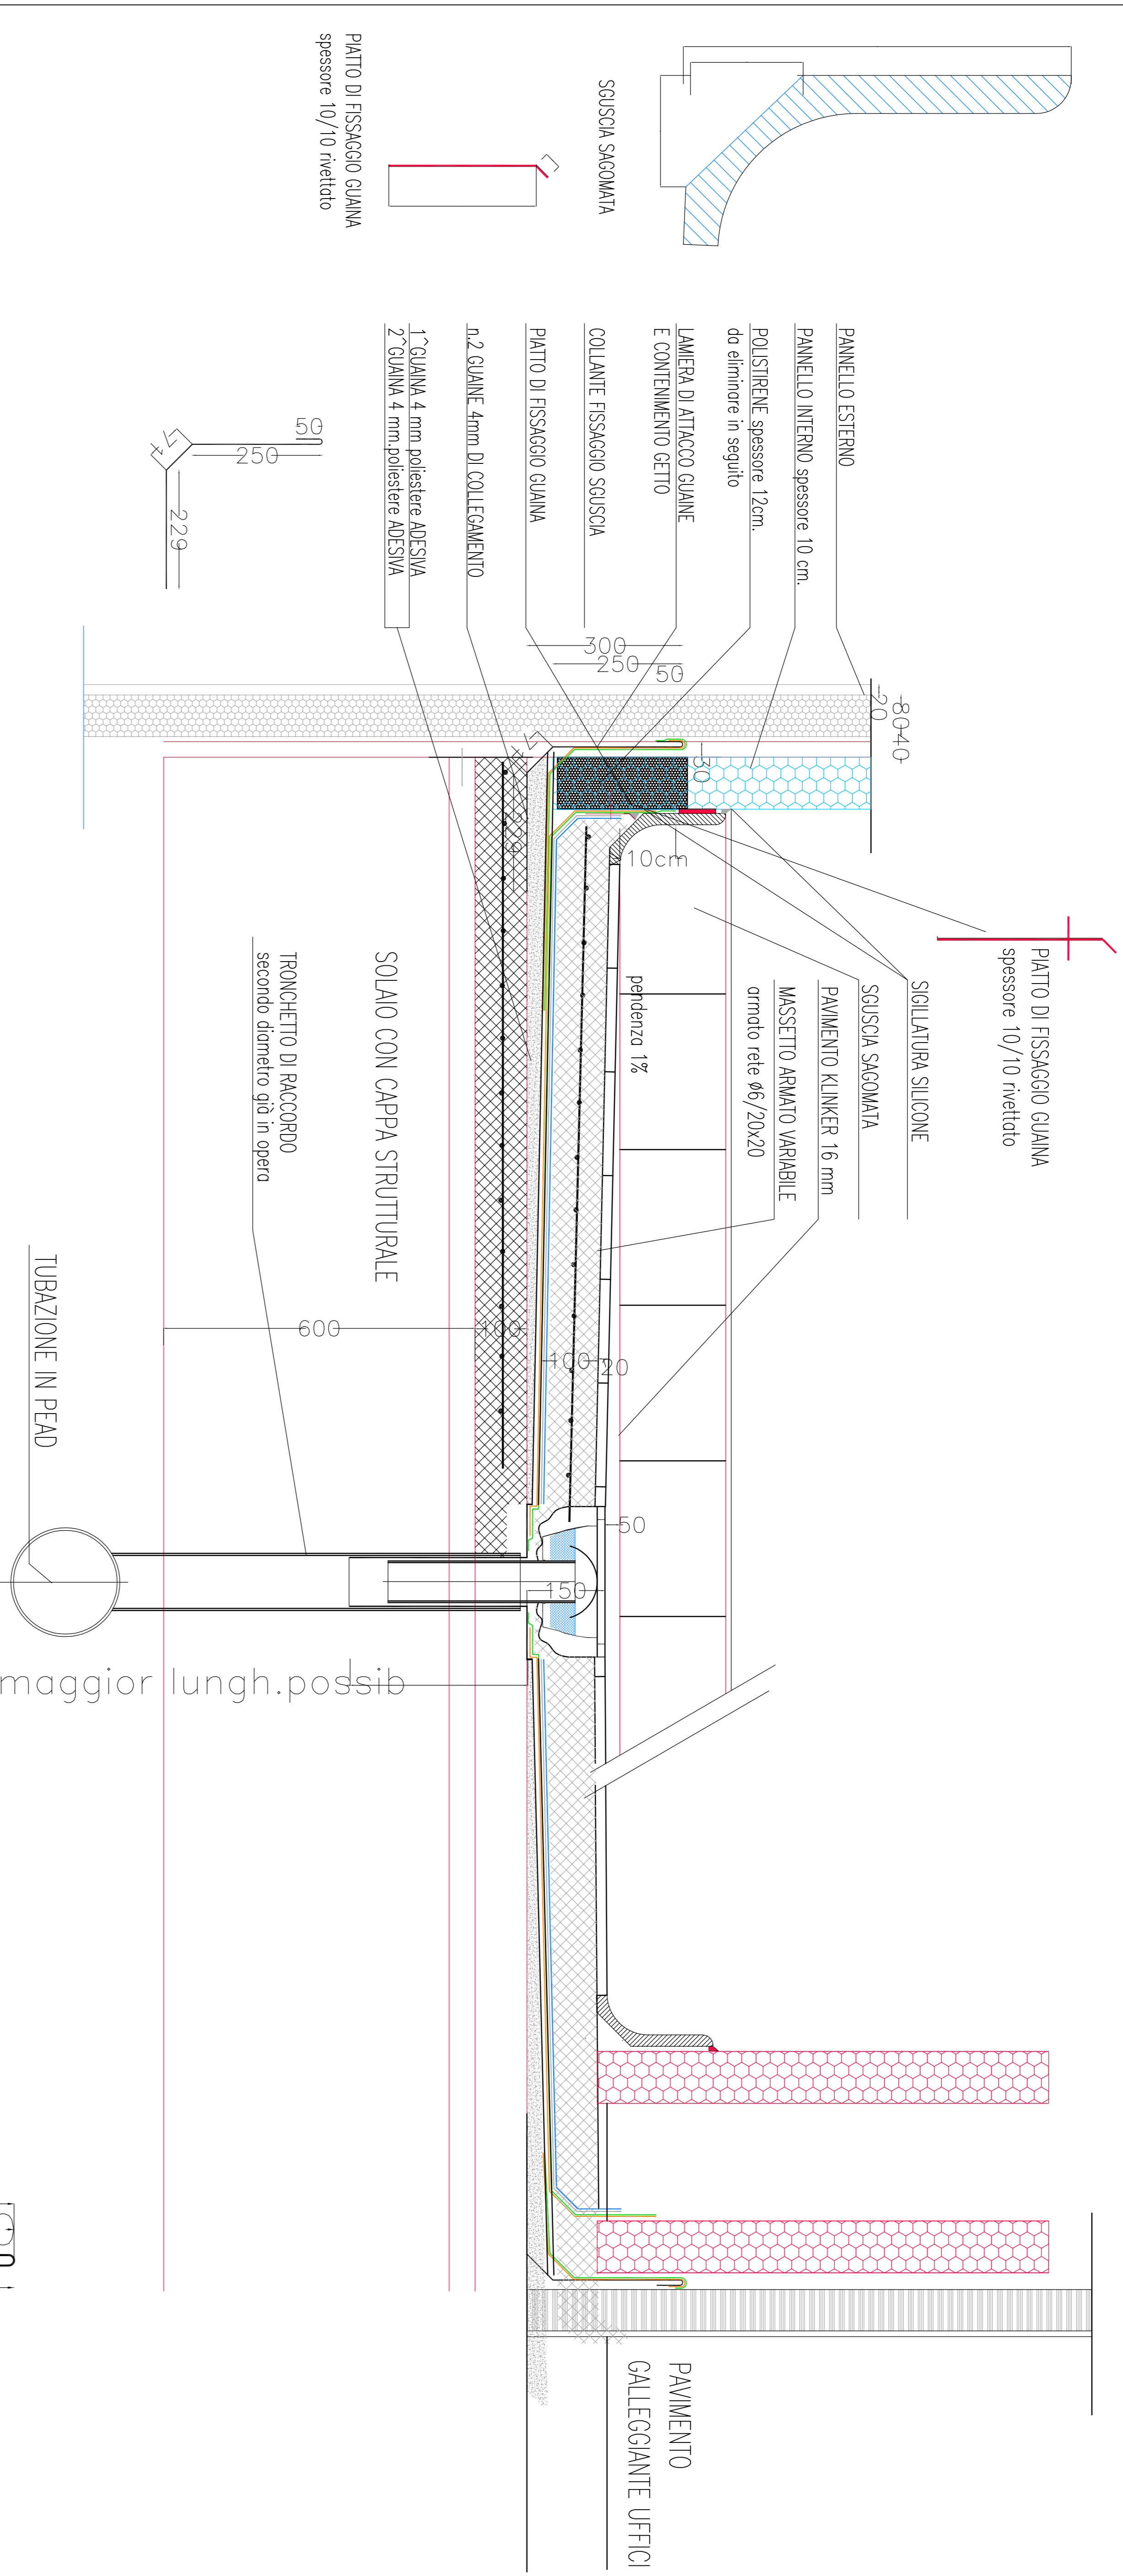 PIATTO DI FISSAGGIO GUAINA
spessore 10/10 rivettato
SGUSCIA SAGOMATA
PANNELLO ESTERNO
PANNELLO INTERNO spessore 10 cm.
POLISTIRENE spessore 12cm.
da eliminare in seguito
LAMIERA DI ATTACCO GUAINE
E CONTENIMENTO GETTO
COLLANTE FISSAGGIO SGUSCIA
PIATTO DI FISSAGGIO GUAINA
n.2 GUAINE 4mm DI COLLEGAMENTO
1^GUAINA 4 mm poliestere ADESIVA
2^GUAINA 4 mm.poliestere ADESIVA
50
250
229
300
250
50
80
40
20
30
10cm
PIATTO DI FISSAGGIO GUAINA
spessore 10/10 rivettato
SIGILLATURA SILICONE
SGUSCIA SAGOMATA
PAVIMENTO KLINKER 16 mm
MASSETTO ARMATO VARIABILE
armato rete ø6/20x20
pendenza 1%
SOLAIO CON CAPPA STRUTTURALE
TRONCHETTO DI RACCORDO
secondo diametro già in opera
TUBAZIONE IN PEAD
600
100
100
20
50
150
maggior lungh.possib
PAVIMENTO
GALLEGGIANTE UFFICI